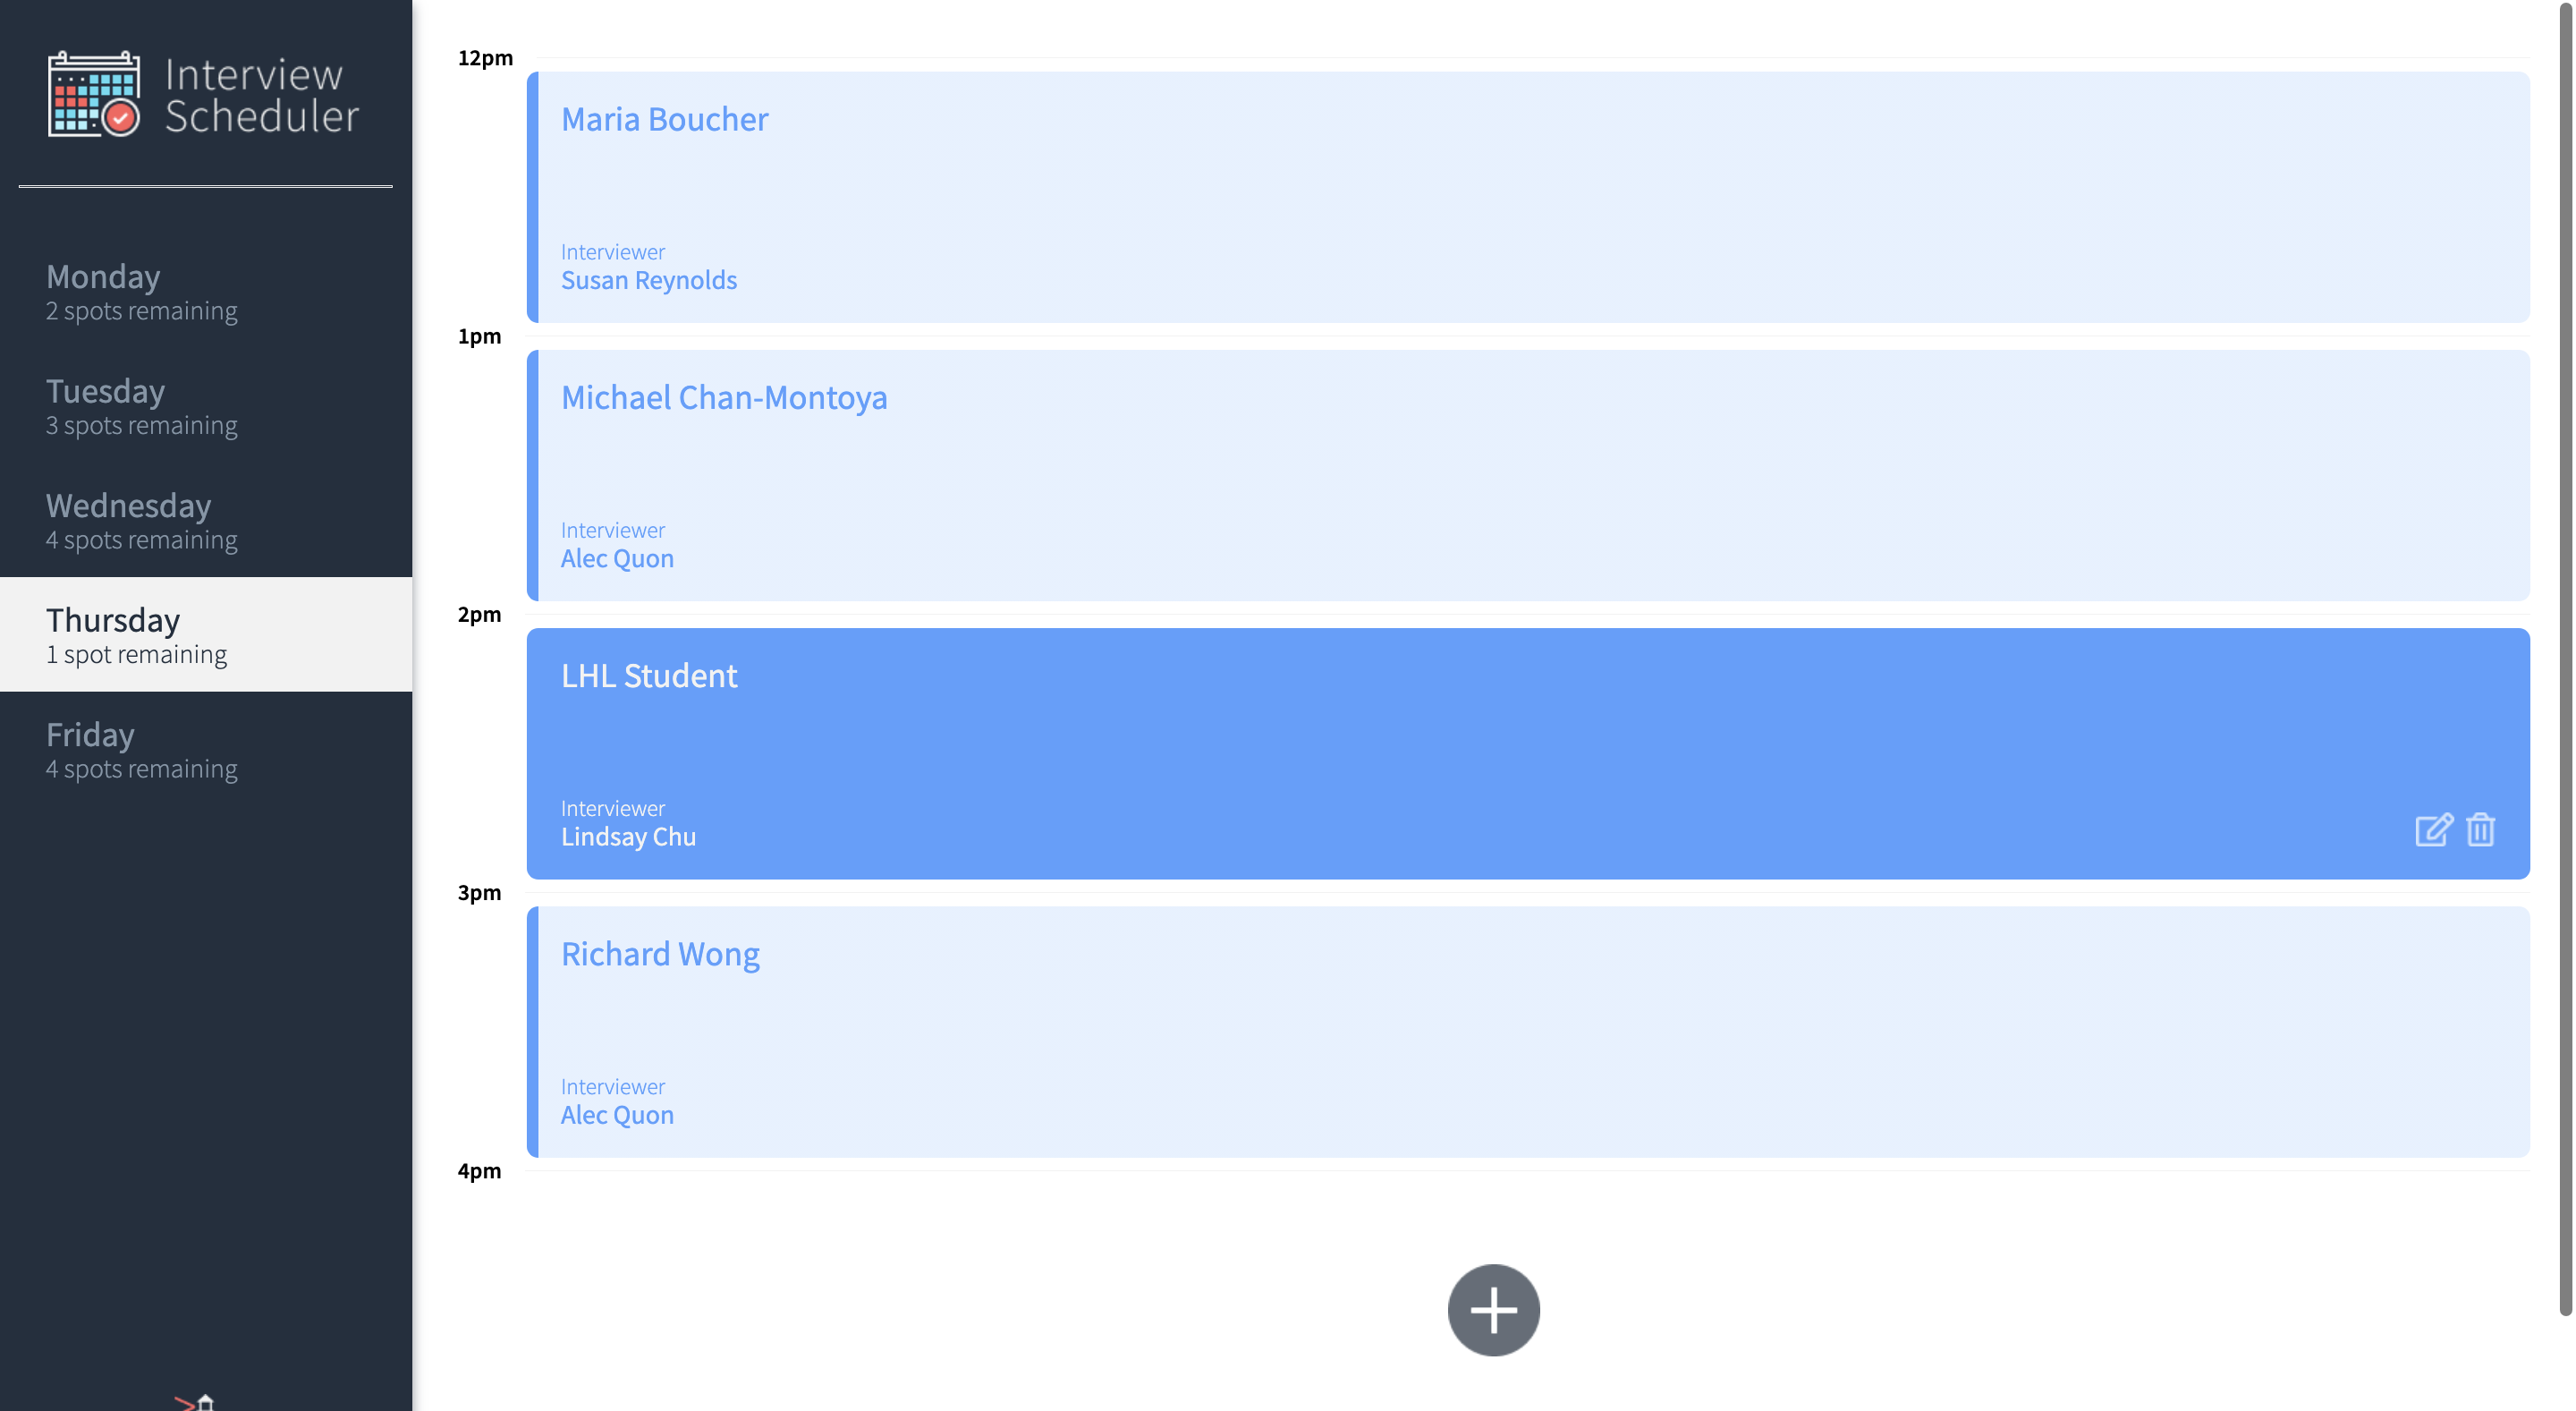 Interview
Scheduler
Monday
2 spots remaining
Tuesday
3 spots remaining
Wednesday
4 spots remaining
Thursday
1 spot remaining
Friday
4 spots remaining
12pm
Maria Boucher
Interviewer
Susan Reynolds
1pm
Michael Chan-Montoya
Interviewer
Alec Quon
2pm
LHL Student
Interviewer
Lindsay Chu
3pm
Richard Wong
Interviewer
Alec Quon
4pm